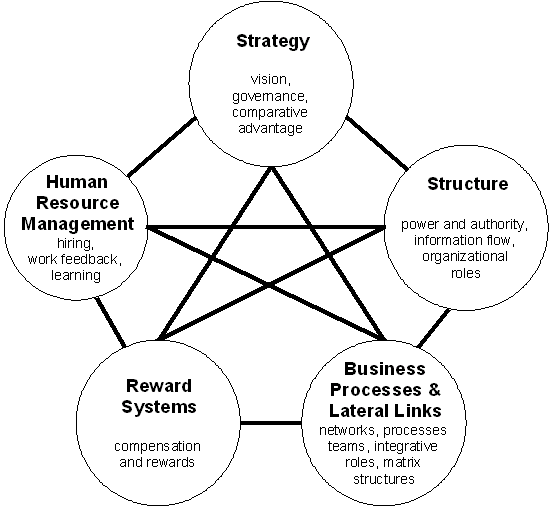 Strategy
vision,
governance,
comparative
advantage
Human
Resource
Management
hiring,
work feedback,
learning
Structure
power and authority,
information flow,
organizational
roles
Reward
Systems
compensation
and rewards
Business
Processes &
Lateral Links
networks, processes
teams, integrative
roles, matrix
structures